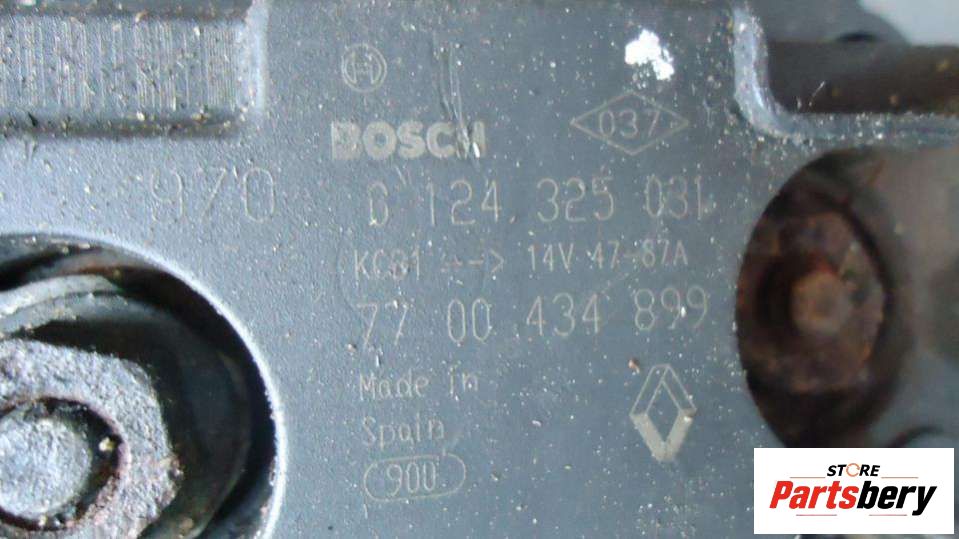 BOSCH
037
970
0 124 325 031
KCB1 --> 14V 47-87A
77 00 434 899
Made in
Spain
900
STORE
Partsbery